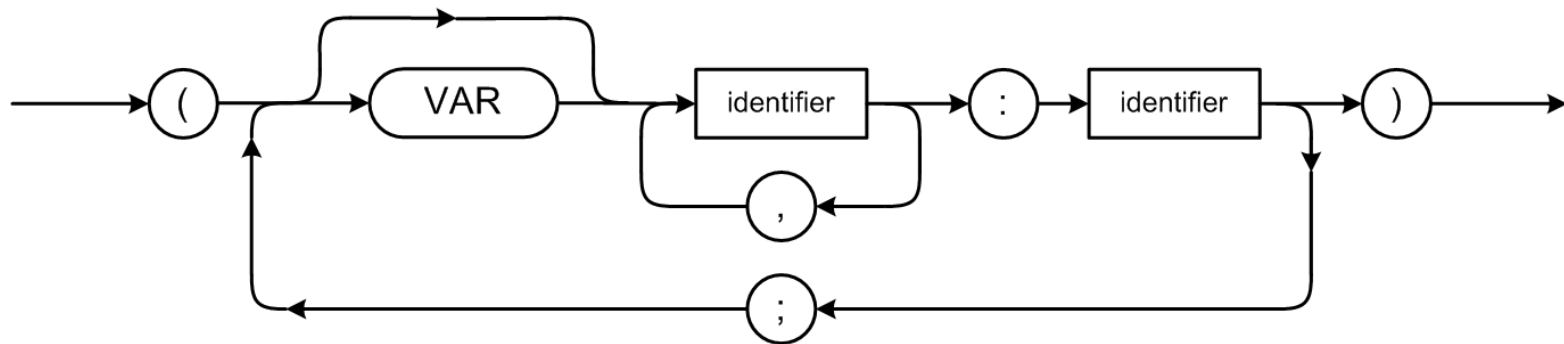 ( VAR identifier : identifier )
,
;